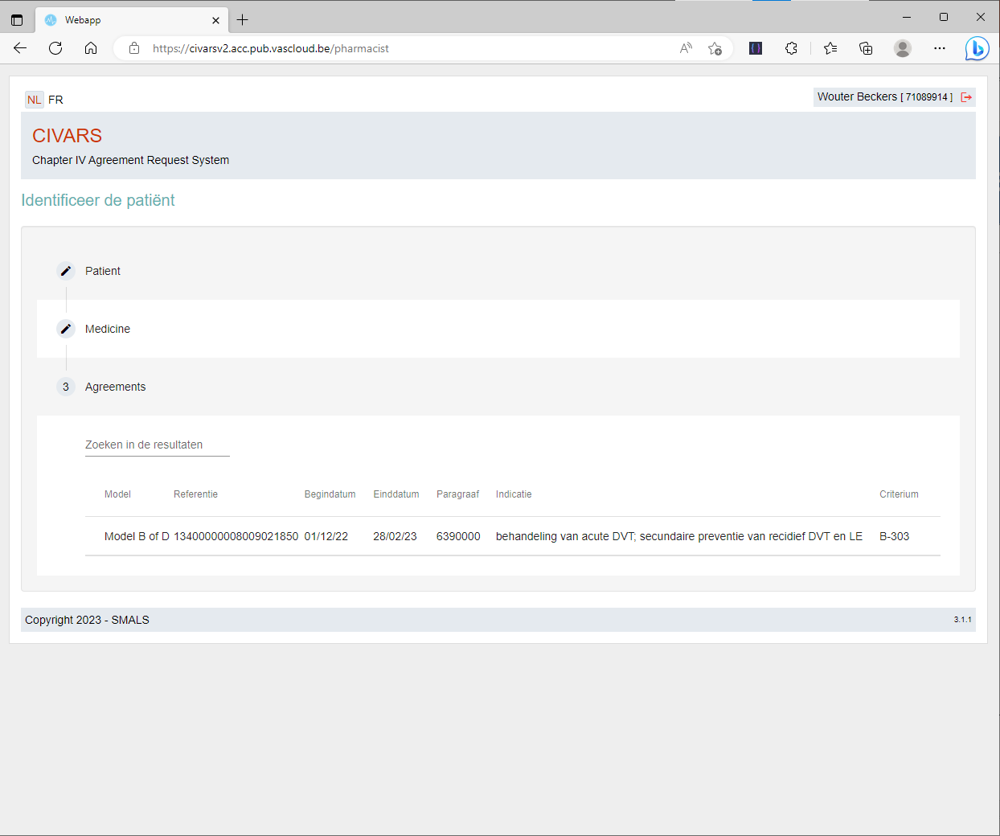 Webapp
https://civarsv2.acc.pub.vascloud.be/pharmacist
NL FR
Wouter Beckers [ 71089914 ]
CIVARS
Chapter IV Agreement Request System
Identificeer de patiënt
Patient
Medicine
3 Agreements
Zoeken in de resultaten
Model Referentie Begindatum Einddatum Paragraaf Indicatie Criterium
Model B of D 13400000008009021850 01/12/22 28/02/23 6390000 behandeling van acute DVT; secundaire preventie van recidief DVT en LE B-303
Copyright 2023 - SMALS
3.1.1